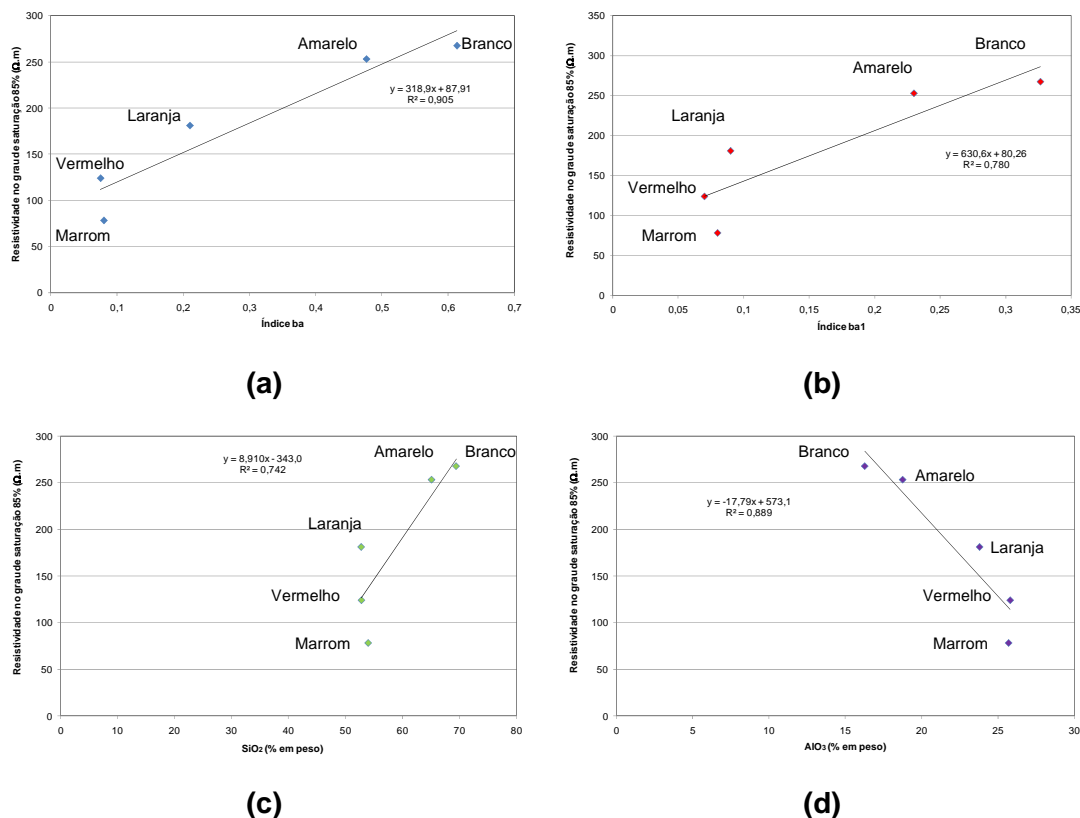 Resistividade no grau de saturação 85% (Ω.m)
300
250
200
150
100
50
0
Amarelo
Branco
y = 318,9x + 87,91
R² = 0,905
Laranja
Vermelho
Marrom
0 0,1 0,2 0,3 0,4 0,5 0,6 0,7
Índice ba
(a)
Resistividade no grau de saturação 85% (Ω.m)
350
300
250
200
150
100
50
0
Branco
Amarelo
Laranja
y = 630,6x + 80,26
R² = 0,780
Vermelho
Marrom
0 0,05 0,1 0,15 0,2 0,25 0,3 0,35
Índice ba1
(b)
Resistividade no grau de saturação 85% (Ω.m)
300
250
200
150
100
50
0
y = 8,910x - 343,0
R² = 0,742
Amarelo
Branco
Laranja
Vermelho
Marrom
0 10 20 30 40 50 60 70 80
SiO₂ (% em peso)
(c)
Resistividade no grau de saturação 85% (Ω.m)
300
250
200
150
100
50
0
Branco
Amarelo
y = -17,79x + 573,1
R² = 0,889
Laranja
Vermelho
Marrom
0 5 10 15 20 25 30
AlO₃ (% em peso)
(d)